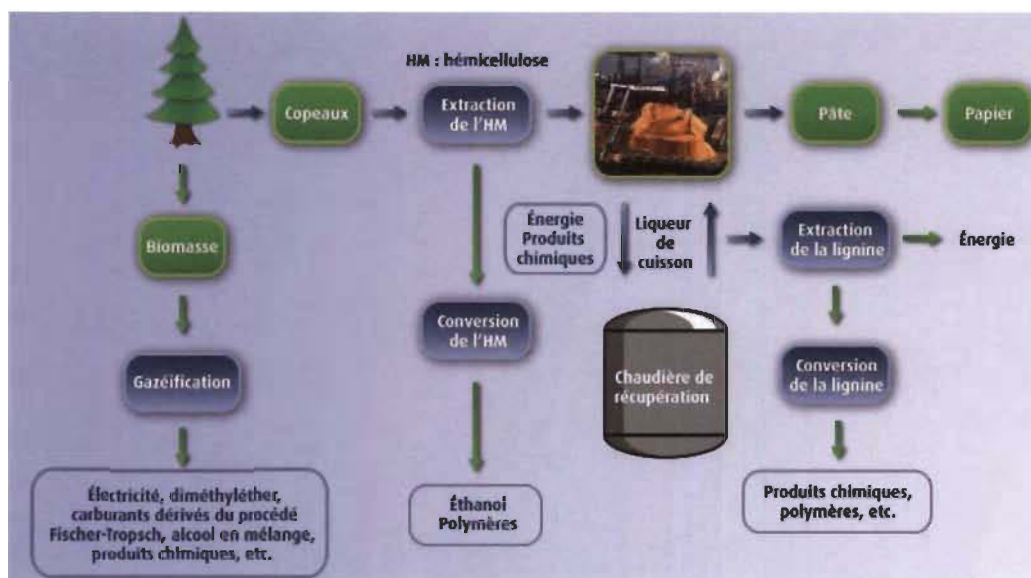 HM : hémicellulose
Copeaux
Extraction
de l'HM
Pâte
Papier
Biomasse
Énergie
Produits
chimiques
Liqueur
de
cuisson
Extraction
de la lignine
Énergie
Gazéification
Conversion
de l'HM
Chaudière de
récupération
Conversion
de la lignine
Électricité, diméthyléther,
carburants dérivés du procédé
Fischer-Tropsch, alcool en mélange,
produits chimiques, etc.
Éthanol
Polymères
Produits chimiques,
polymères, etc.